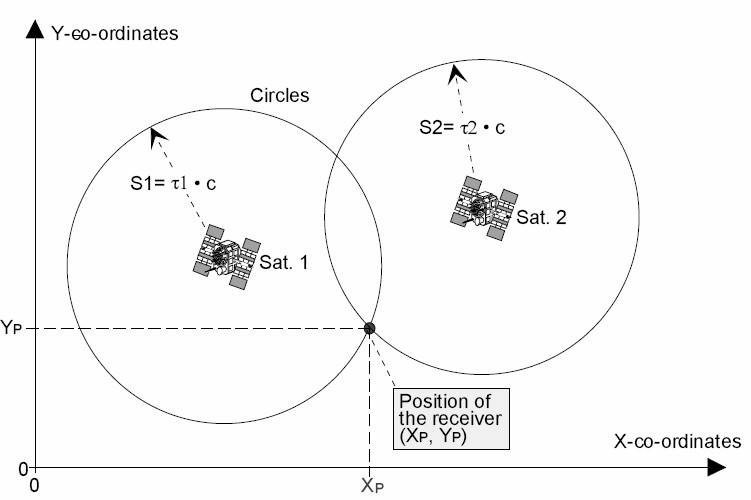 Y-co-ordinates
Circles
S2= τ2 • c
S1= τ1 • c
Sat. 2
Sat. 1
YP
Position of
the receiver
(XP, YP)
X-co-ordinates
0
0
XP